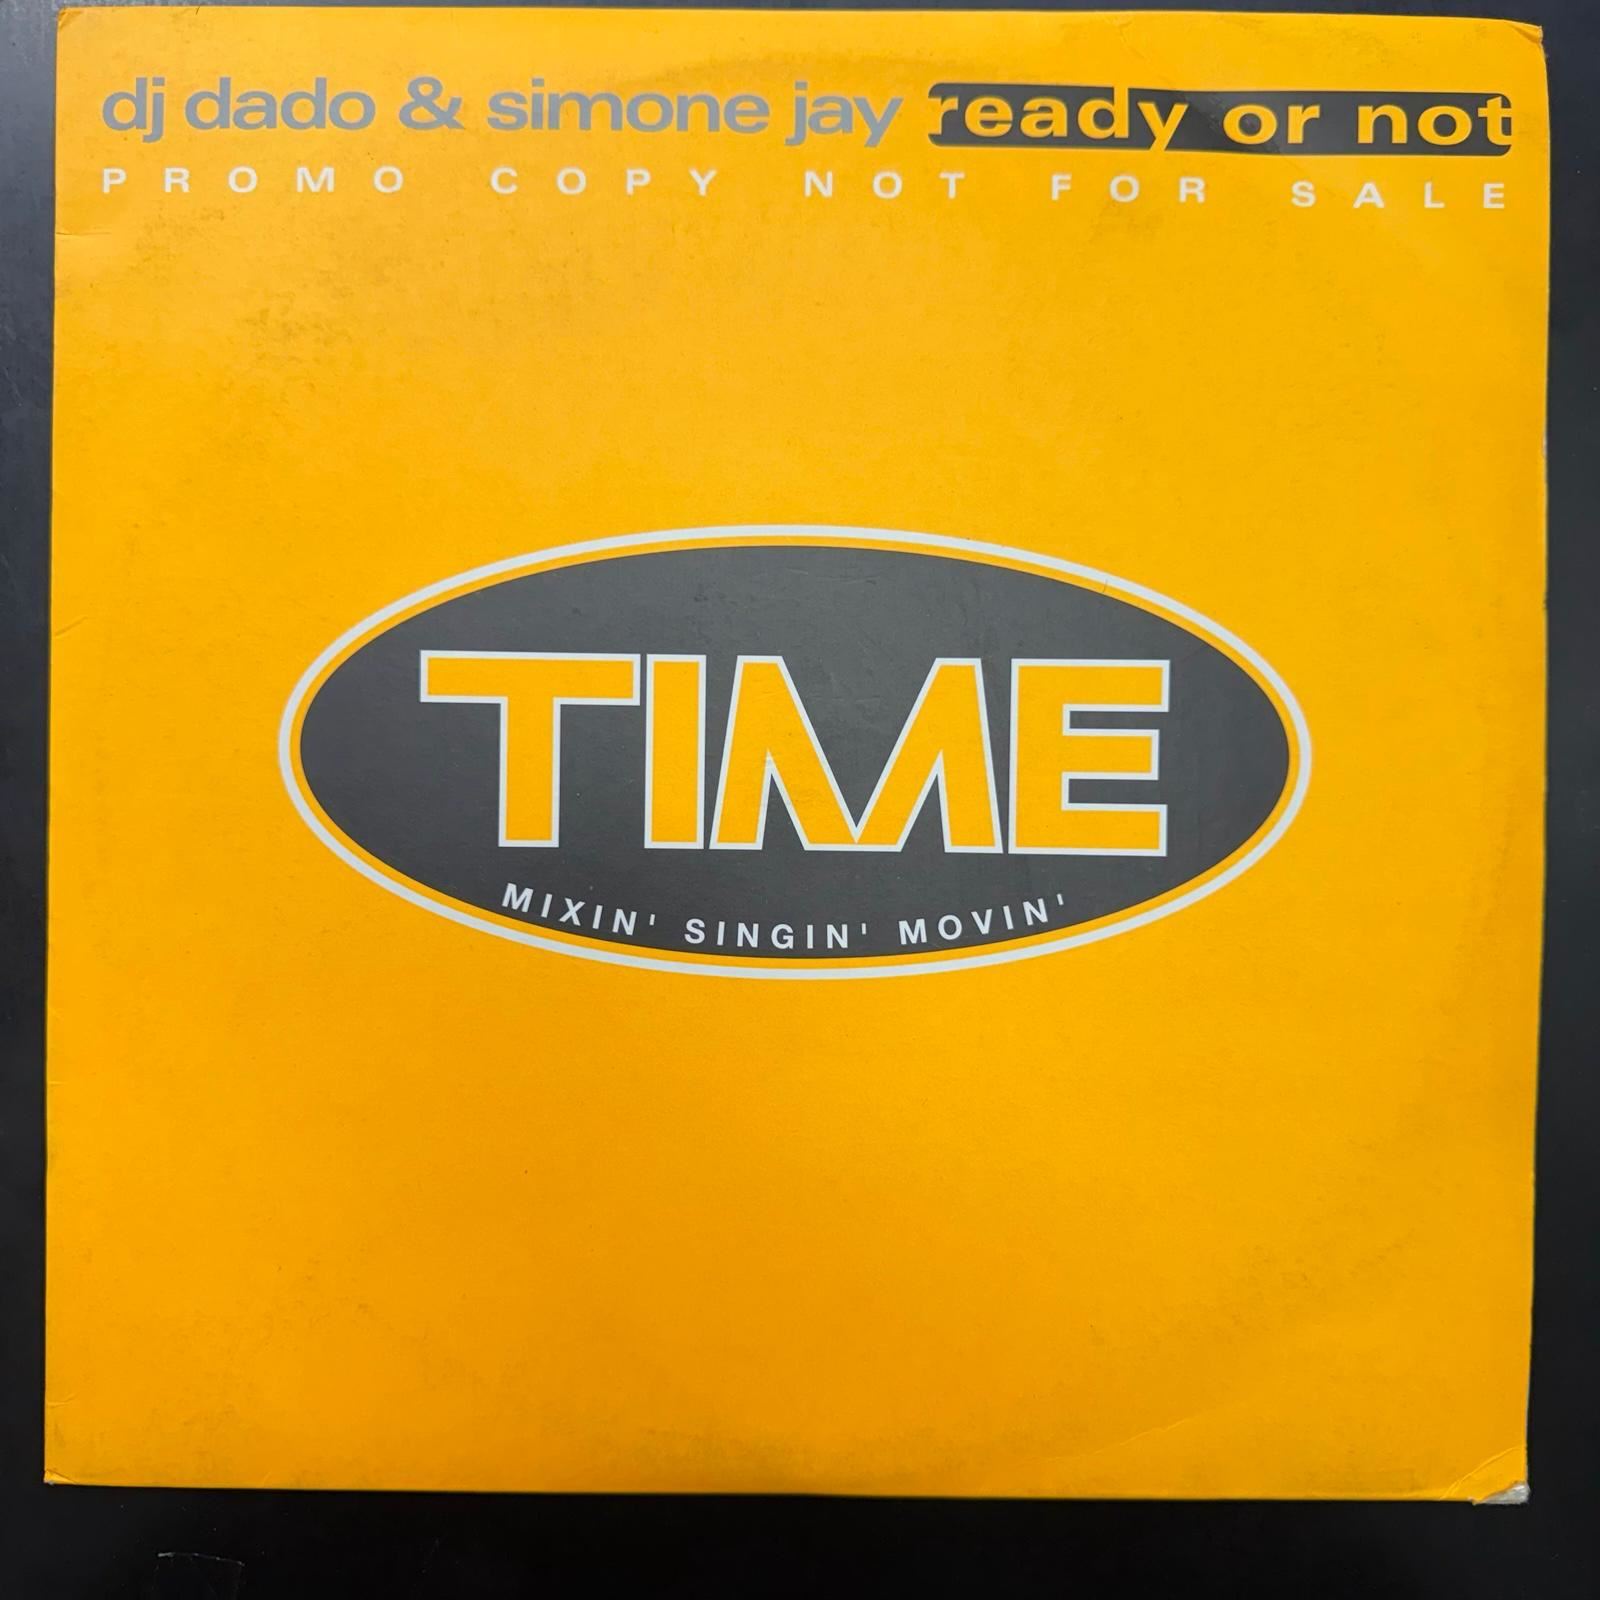 dj dado & simone jay ready or not
PROMO COPY NOT FOR SALE
TIME
MIXIN' SINGIN' MOVIN'